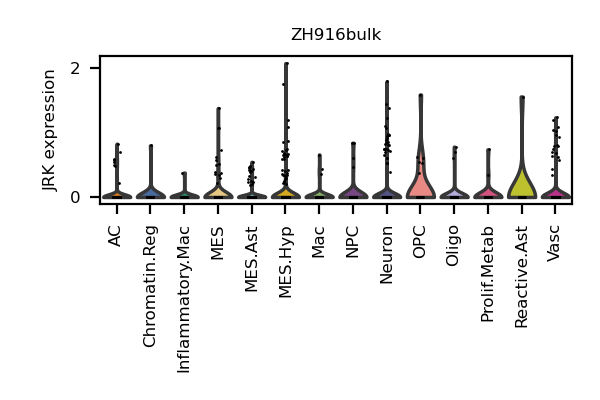 ZH916bulk
JRK expression
2
0
AC
Chromatin.Reg
Inflammatory.Mac
MES
MES.Ast
MES.Hyp
Mac
NPC
Neuron
OPC
Oligo
Prolif.Metab
Reactive.Ast
Vasc